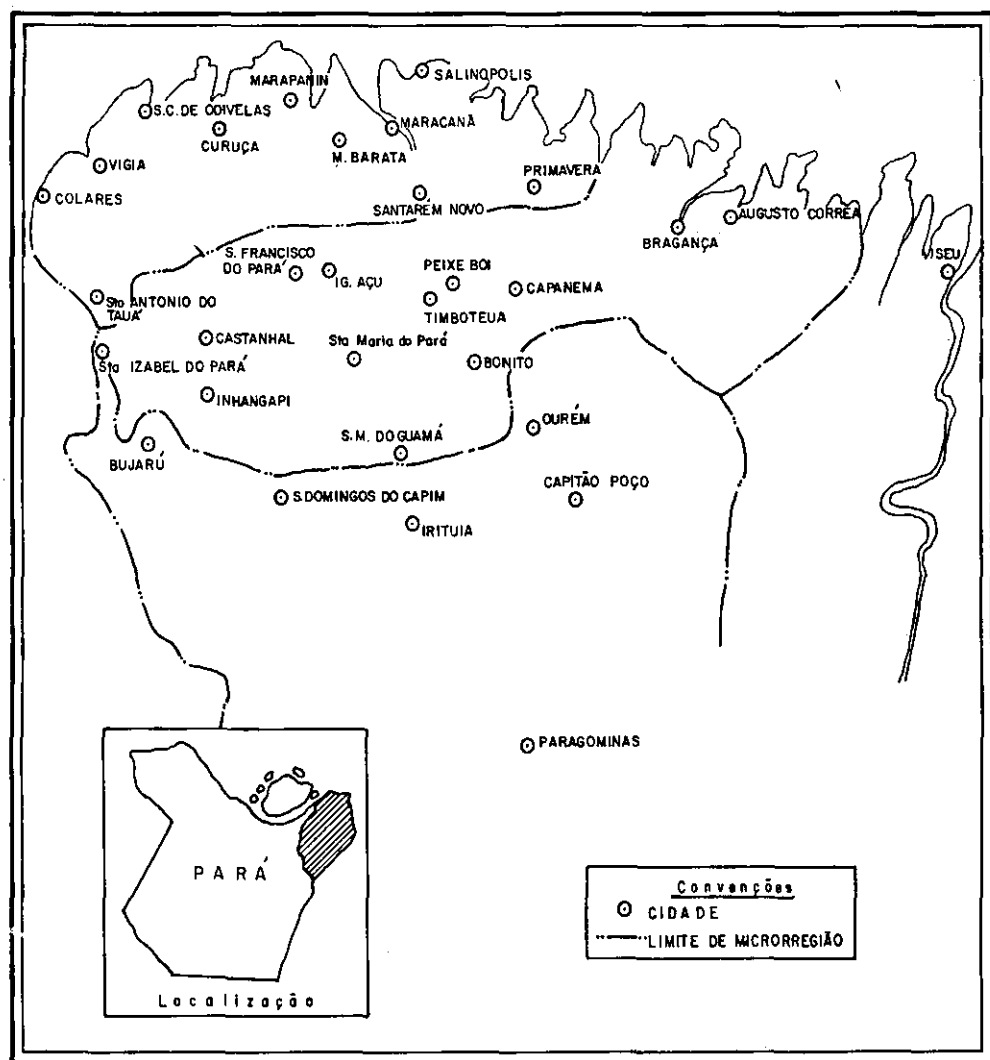 SALINOPOLIS
MARAPANIN
S.C. DE ODIVELAS
MARACANÃ
CURUÇA
M. BARATA
VIGIA
PRIMAVERA
COLARES
SANTARÉM NOVO
AUGUSTO CORRÊA
BRAGANÇA
VISEU
S. FRANCISCO
DO PARÁ
IG. AÇU
PEIXE BOI
CAPANEMA
TIMBOTEUA
Sto ANTONIO DO
TAUÁ
CASTANHAL
Sta Maria do Pará
BONITO
Sta IZABEL DO PARÁ
INHANGAPI
OURÉM
S.M. DO GUAMÁ
BUJARÚ
CAPITÃO POÇO
S.DOMINGOS DO CAPIM
IRITUIA
PARAGOMINAS
PARÁ
Localização
Convenções
CIDADE
LIMITE DE MICRORREGIÃO